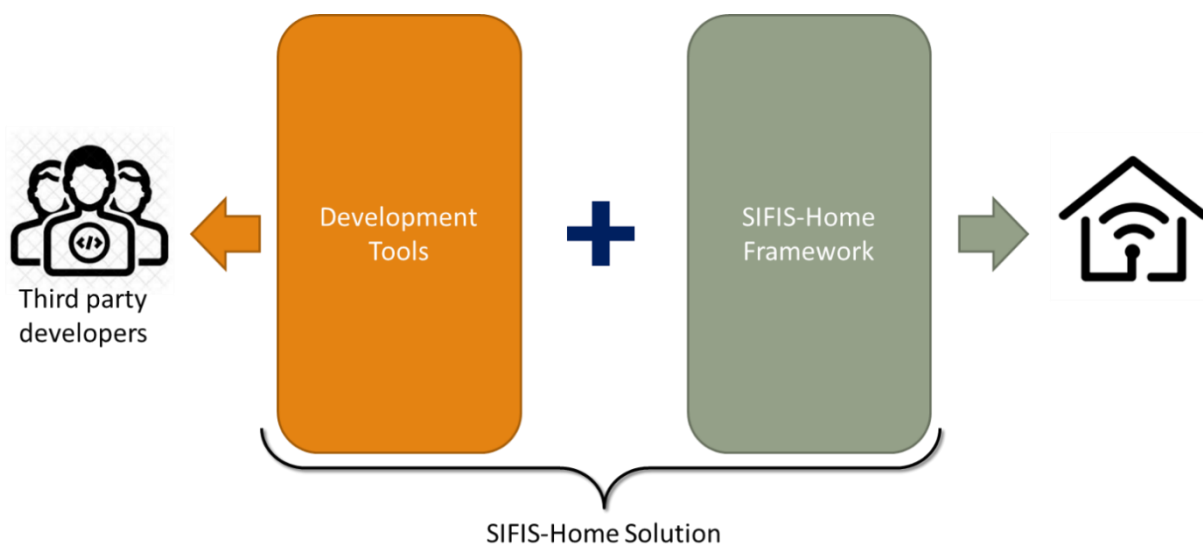 Development
Tools
SIFIS-Home
Framework
</>
Third party
developers
SIFIS-Home Solution